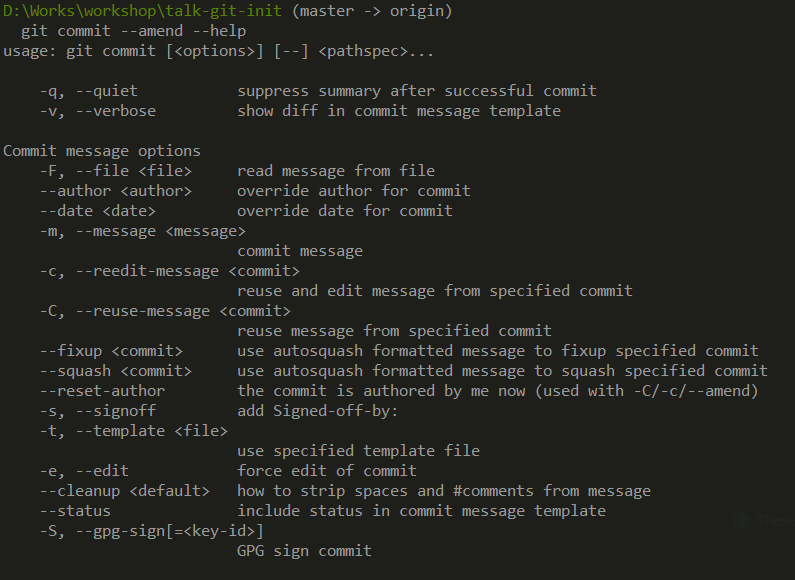 D:\Works\workshop\talk-git-init (master -> origin)
git commit --amend --help
usage: git commit [<options>] [--] <pathspec>...
-q, --quiet suppress summary after successful commit
-v, --verbose show diff in commit message template
Commit message options
-F, --file <file> read message from file
--author <author> override author for commit
--date <date> override date for commit
-m, --message <message>
commit message
-c, --reedit-message <commit>
reuse and edit message from specified commit
-C, --reuse-message <commit>
reuse message from specified commit
--fixup <commit> use autosquash formatted message to fixup specified commit
--squash <commit> use autosquash formatted message to squash specified commit
--reset-author the commit is authored by me now (used with -C/-c/--amend)
-s, --signoff add Signed-off-by:
-t, --template <file>
use specified template file
-e, --edit force edit of commit
--cleanup <default> how to strip spaces and #comments from message
--status include status in commit message template
-S, --gpg-sign[=<key-id>]
GPG sign commit